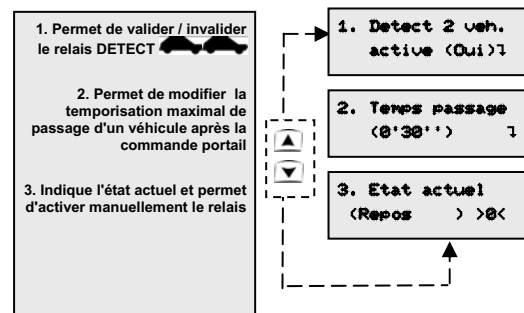 1. Permet de valider / invalider
le relais DETECT
2. Permet de modifier la
temporisation maximal de
passage d'un véhicule après la
commande portail
3. Indique l'état actuel et permet
d'activer manuellement le relais
1. Detect 2 veh.
active (Oui)↴
2. Temps passage
(0'30'') ↴
3. Etat actuel
(Repos ) >0<